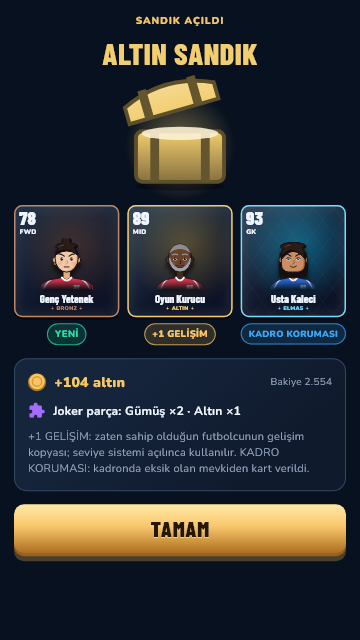 SANDIK AÇILDI
ALTIN SANDIK
78
FWD
Genç Yetenek
• BRONZ •
89
MID
Oyun Kurucu
• ALTIN •
93
GK
Usta Kaleci
• ELMAS •
YENİ
+1 GELİŞİM
KADRO KORUMASI
+104 altın
Bakiye 2.554
Joker parça: Gümüş ×2 · Altın ×1
+1 GELİŞİM: zaten sahip olduğun futbolcunun gelişim
kopyası; seviye sistemi açılınca kullanılır. KADRO
KORUMASI: kadronda eksik olan mevkiden kart verildi.
TAMAM